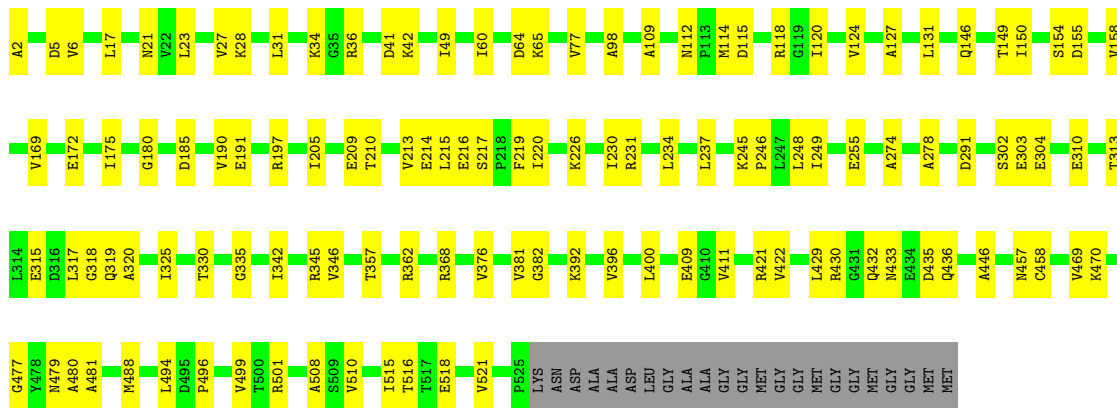 A2 D5 V6 L17 N21 V22 L23 V27 K28 L31 K34 G35 R36 D41 K42 I49 I60 D64 K65 V77 A98 A109 N112 P113 M114 D115 R118 G119 I120 V124 A127 L131 Q146 T149 I150 S154 D155 V158
V169 E172 I175 G180 D185 V190 E191 R197 I205 E209 T210 V213 E214 L215 E216 S217 P218 F219 I220 K226 I230 R231 L234 L237 K245 P246 L247 L248 I249 E255 A274 A278 D291 S302 E303 E304 E310 T313
L314 E315 D316 L317 G318 Q319 A320 I325 T330 G335 I342 R345 V346 T357 R362 R368 V376 V381 G382 K392 V396 L400 E409 G410 V411 R421 V422 L429 R430 G431 Q432 N433 E434 D435 Q436 A446 N457 C458 V469 K470
G477 Y478 N479 A480 A481 M488 L494 D495 P496 V499 T500 R501 A508 S509 V510 I515 T516 T517 E518 V521 P525 LYS ASN ASP ALA ALA ASP LEU GLY ALA ALA GLY GLY MET GLY GLY MET GLY GLY MET GLY GLY MET MET